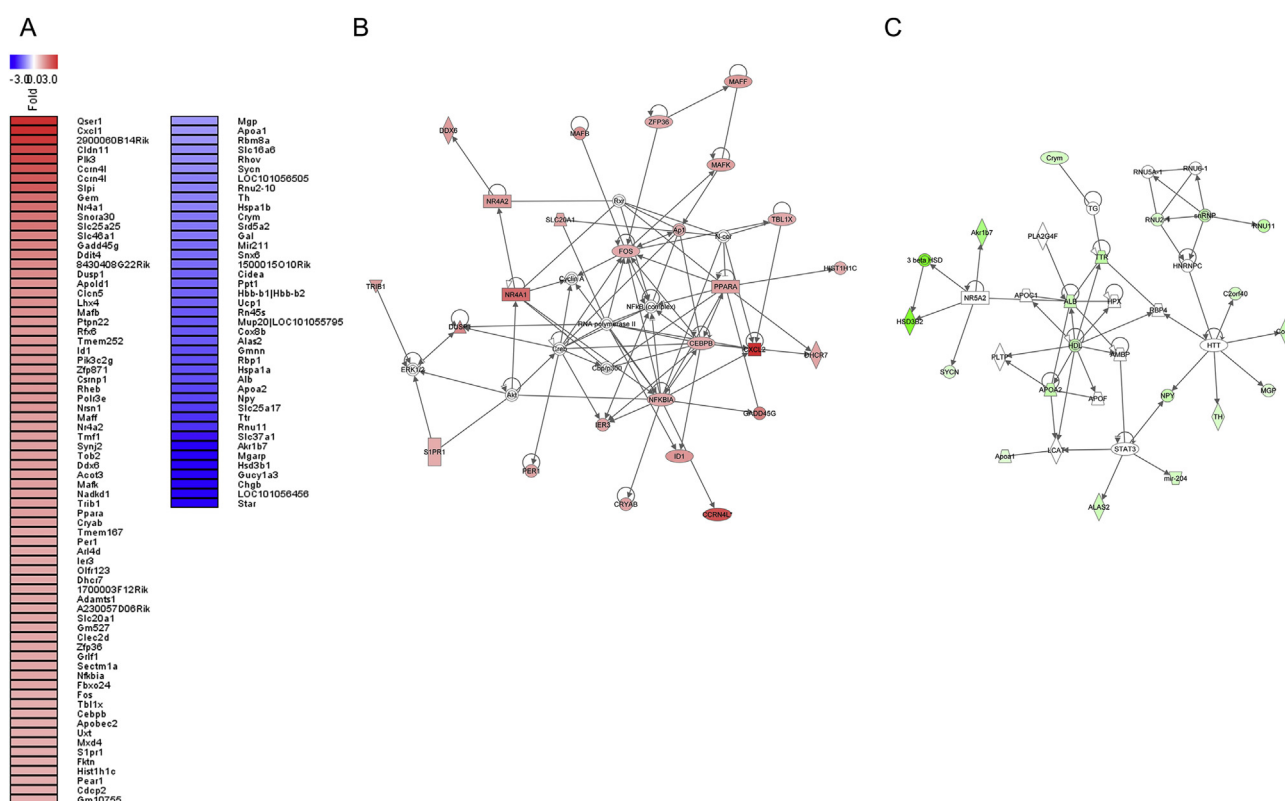 A
B
C
Fold
Qser1
Cxcl1
2900060B14Rik
Cldn11
Plk3
Ccrn4l
Ccrn4l
Slpi
Gem
Nr4a1
Snora30
Slc25a25
Slc46a1
Gadd45g
Ddit4
8430408G22Rik
Dusp1
Apold1
Clcn5
Lhx4
Mafb
Ptpn22
Rfx6
Tmem252
Id1
Pik3c2g
Zfp871
Csrnp1
Rheb
Polr3e
Nrsn1
Maff
Nr4a2
Tmf1
Synj2
Tob2
Ddx6
Acot3
Mafk
Nadkd1
Trib1
Ppara
Cryab
Tmem167
Per1
Arl4d
Ier3
Olfr123
Dhcr7
1700003F12Rik
Adamts1
A230057D06Rik
Slc20a1
Gm527
Clec2d
Zfp36
Grlf1
Sectm1a
Nfkbia
Fbxo24
Fos
Tbl1x
Cebpb
Apobec2
Uxt
Mxd4
S1pr1
Fktn
Hist1h1c
Pear1
Cdcp2
Gm10755
Mgp
Apoa1
Rbm8a
Slc16a6
Rhov
Sycn
LOC101056505
Rnu2-10
Th
Hspa1b
Crym
Srd5a2
Gal
Mir211
Snx6
1500015O10Rik
Cidea
Ppt1
Hbb-b1|Hbb-b2
Ucp1
Rn45s
Mup20|LOC101055795
Cox8b
Alas2
Gmnn
Rbp1
Hspa1a
Alb
Apoa2
Npy
Slc25a17
Ttr
Rnu11
Slc37a1
Akr1b7
Mgarp
Hsd3b1
Gucy1a3
Chgb
LOC101056456
Star
MAFF
ZFP36
DDX6
MAFB
MAFK
NR4A2
Rxr
SLC20A1
Ap1
N-cor
TBL1X
FOS
HIST1H1C
Cyclin A
TRIB1
NR4A1
PPARA
NFkB (complex)
RNA polymerase II
DUSP1
CEBPB
CXCL2
DHCR7
Creb
ERK1/2
Cbp/p300
Akt
NFKBIA
GADD45G
IER3
S1PR1
ID1
PER1
CRYAB
CCRN4L*
Crym
RNU5A-1
RNU6-1
TG
RNU2-1
snRNP
RNU11
Akr1b7
PLA2G4F
TTR
HNRNPC
3 beta HSD
C2orf40
NR5A2
APOC1
ALB
HPX
RBP4
HSD3B2
HTT
HDL
PLTP
AMBP
SYCN
APOA2
APOF
NPY
MGP
TH
Apoa1
LCAT
STAT3
mir-204
ALAS2